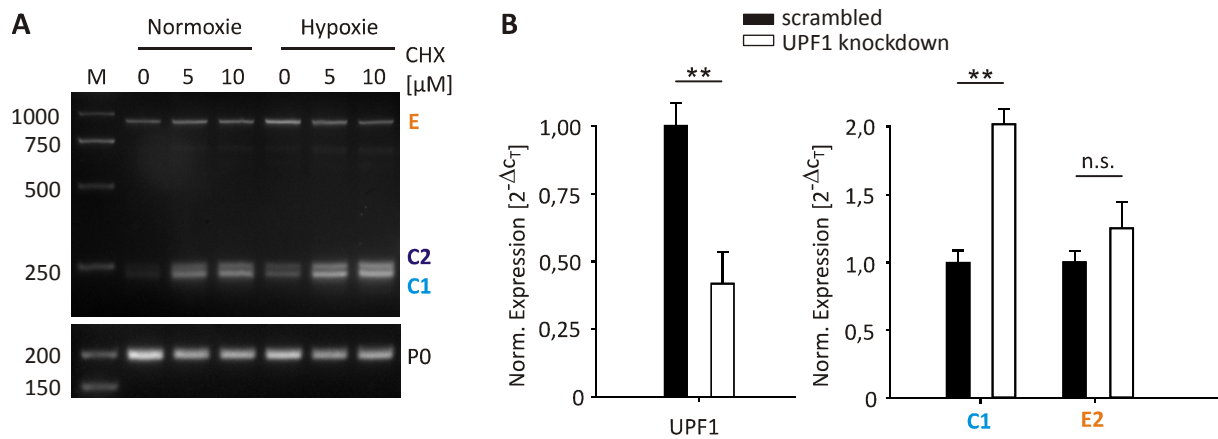 A
Normoxie Hypoxie
CHX
[µM]
M 0 5 10 0 5 10
1000
750
500
250
E
C2
C1
200
150
P0
B
scrambled
UPF1 knockdown
Norm. Expression [2^-ΔcT]
1,00
0,75
0,50
0,25
0
**
UPF1
Norm. Expression [2^-ΔcT]
2,0
1,5
1,0
0,5
0
**
n.s.
C1 E2